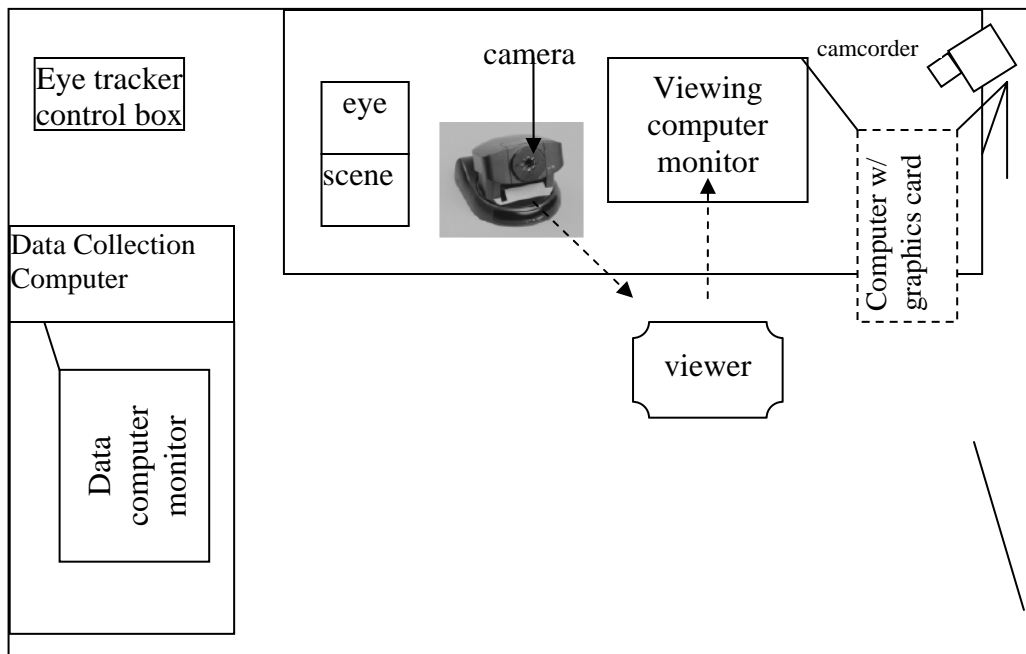 Eye tracker
control box
eye
scene
camera
Viewing
computer
monitor
camcorder
Computer w/
graphics card
Data Collection
Computer
viewer
Data
computer
monitor